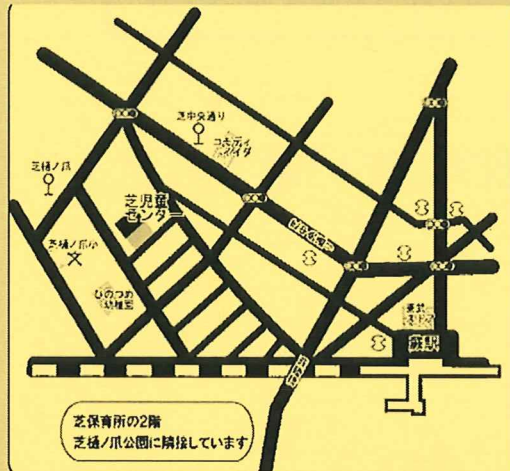 芝中央通り
コモディ
イイダ
芝樋ノ爪
芝児童
センター
芝樋ノ爪小
ひのつめ
幼稚園
蕨駅
芝保育所の2階
芝樋ノ爪公園に隣接しています